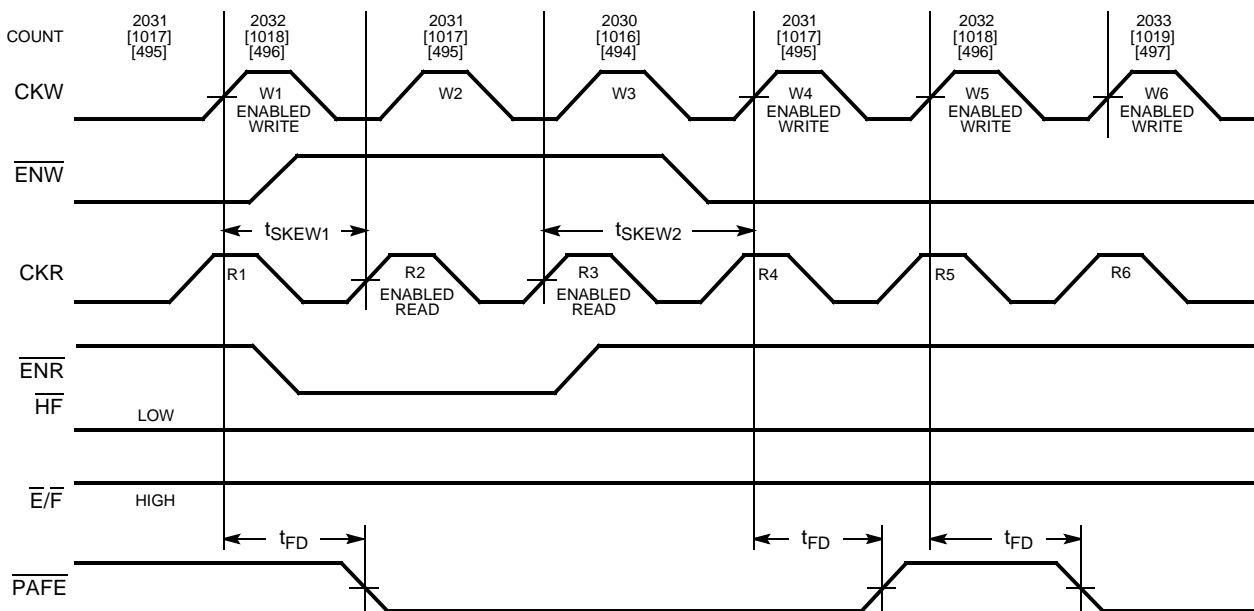 COUNT
2031 2032 2031 2030 2031 2032 2033
[1017] [1018] [1017] [1016] [1017] [1018] [1019]
[495] [496] [495] [494] [495] [496] [497]
CKW
W1 W2 W3 W4 W5 W6
ENABLED ENABLED ENABLED ENABLED
WRITE WRITE WRITE WRITE
ENW
tSKEW1 tSKEW2
CKR
R1 R2 R3 R4 R5 R6
ENABLED ENABLED
READ READ
ENR
HF
LOW
E/F
HIGH
tFD tFD tFD
PAFE